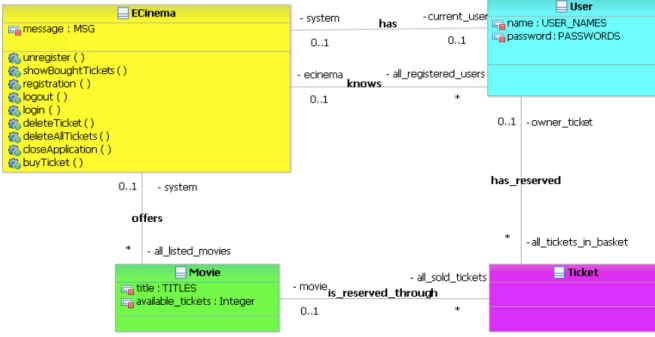 ECinema
message : MSG
unregister ( )
showBoughtTickets ( )
registration ( )
logout ( )
login ( )
deleteTicket ( )
deleteAllTickets ( )
closeApplication ( )
buyTicket ( )
- system
has
- current_user
0..1
0..1
- ecinema
knows
- all_registered_users
0..1
*
User
name : USER_NAMES
password : PASSWORDS
0..1
- owner_ticket
has_reserved
*
- all_tickets_in_basket
0..1
- system
offers
*
- all_listed_movies
Movie
title : TITLES
available_tickets : Integer
- movie
is_reserved_through
- all_sold_tickets
0..1
*
Ticket